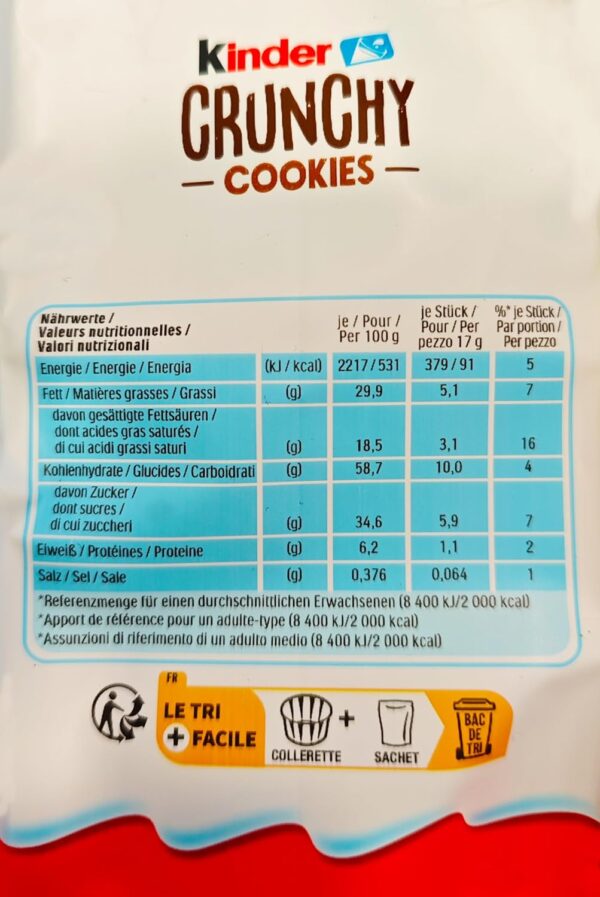 kinder
CRUNCHY
— COOKIES —
Nährwerte /
Valeurs nutritionnelles /
Valori nutrizionali
je / Pour /
Per 100 g
je Stück /
Pour / Per
pezzo 17 g
%* je Stück /
Par portion /
Per pezzo
Energie / Energie / Energia (kJ / kcal) 2217 / 531 379 / 91 5
Fett / Matières grasses / Grassi (g) 29,9 5,1 7
davon gesättigte Fettsäuren /
dont acides gras saturés /
di cui acidi grassi saturi (g) 18,5 3,1 16
Kohlenhydrate / Glucides / Carboidrati (g) 58,7 10,0 4
davon Zucker /
dont sucres /
di cui zuccheri (g) 34,6 5,9 7
Eiweiß / Protéines / Proteine (g) 6,2 1,1 2
Salz / Sel / Sale (g) 0,376 0,064 1
*Referenzmenge für einen durchschnittlichen Erwachsenen (8 400 kJ/2 000 kcal)
*Apport de référence pour un adulte-type (8 400 kJ/2 000 kcal)
*Assunzioni di riferimento di un adulto medio (8 400 kJ/2 000 kcal)
FR
LE TRI
+ FACILE
COLLERETTE
+
SACHET
BAC
DE
TRI